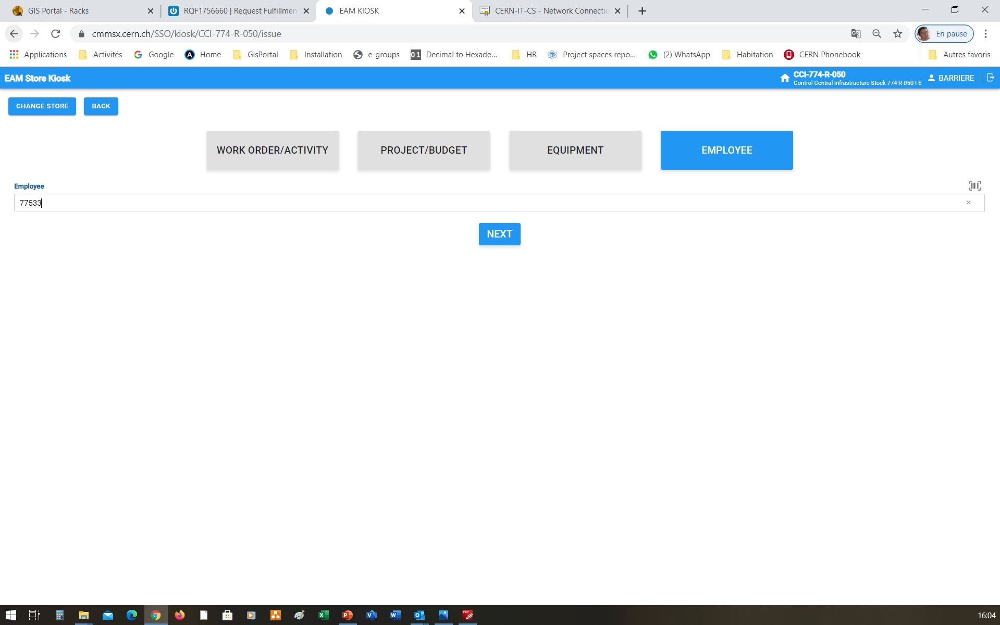 GIS Portal - Racks
RQF1756660 | Request Fulfillmen
EAM KIOSK
CERN-IT-CS - Network Connectio
cmmsx.cern.ch/SSO/kiosk/CCI-774-R-050/issue
En pause
Applications
Activités
Google
Home
GisPortal
Installation
e-groups
Decimal to Hexade...
HR
Project spaces repo...
(2) WhatsApp
Habitation
CERN Phonebook
Autres favoris
EAM Store Kiosk
CCI-774-R-050
Control Central Infrastructure Stock 774 R-050 FE
BARRIERE
CHANGE STORE
BACK
WORK ORDER/ACTIVITY
PROJECT/BUDGET
EQUIPMENT
EMPLOYEE
Employee
77533
NEXT
16:04